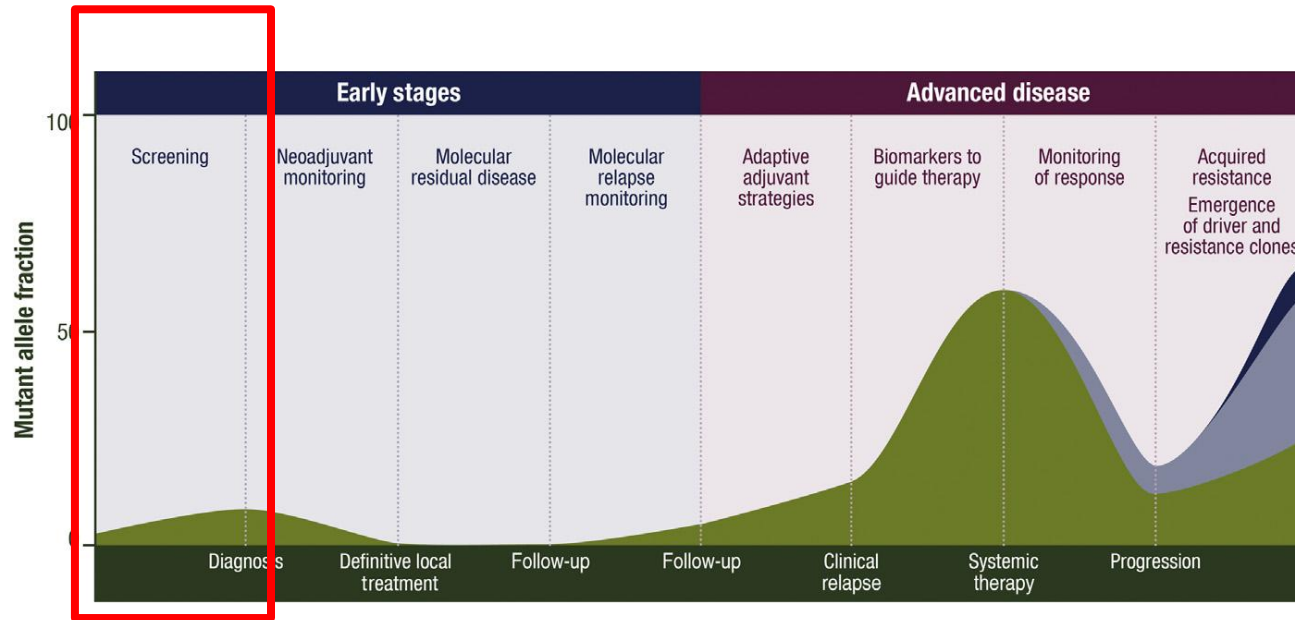 Early stages
Advanced disease
100
50
0
Mutant allele fraction
Screening
Neoadjuvant
monitoring
Molecular
residual disease
Molecular
relapse
monitoring
Adaptive
adjuvant
strategies
Biomarkers to
guide therapy
Monitoring
of response
Acquired
resistance
Emergence
of driver and
resistance clones
Diagnosis
Definitive local
treatment
Follow-up
Follow-up
Clinical
relapse
Systemic
therapy
Progression